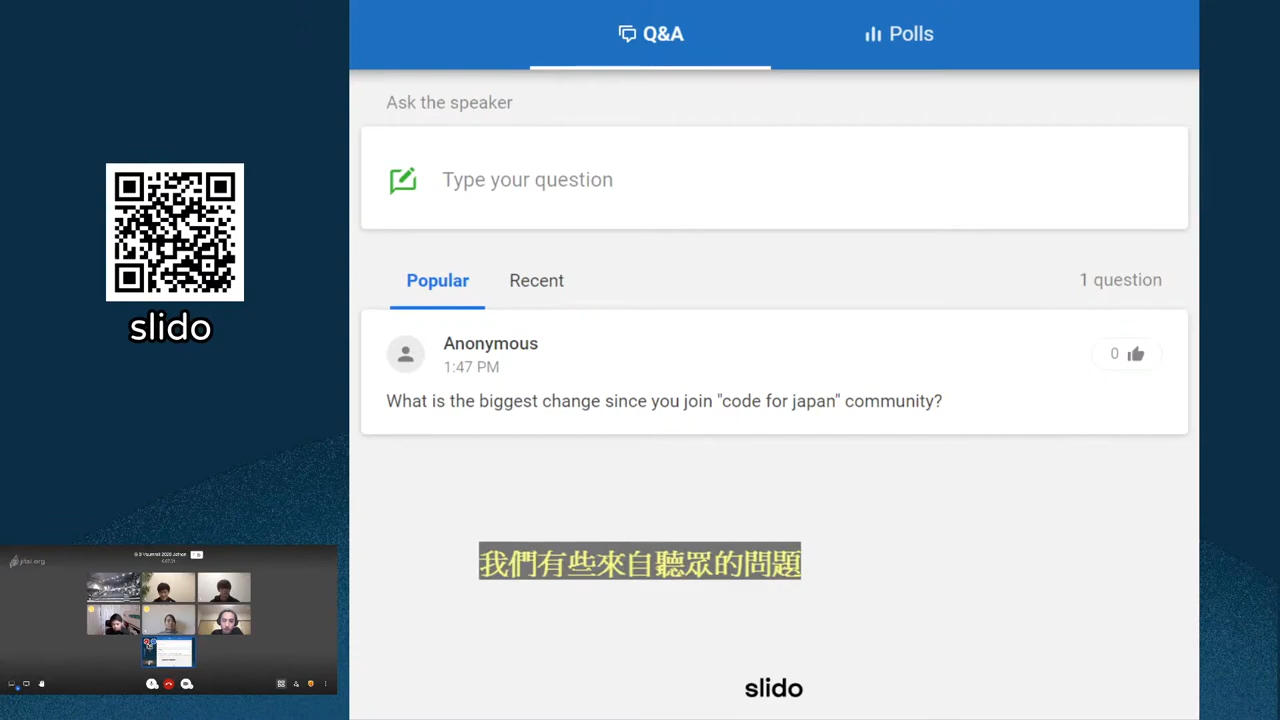 Q&A
Polls
Ask the speaker
Type your question
Popular
Recent
1 question
Anonymous
1:47 PM
0
What is the biggest change since you join "code for japan" community?
我們有些來自聽眾的問題
slido
slido
jitsi.org